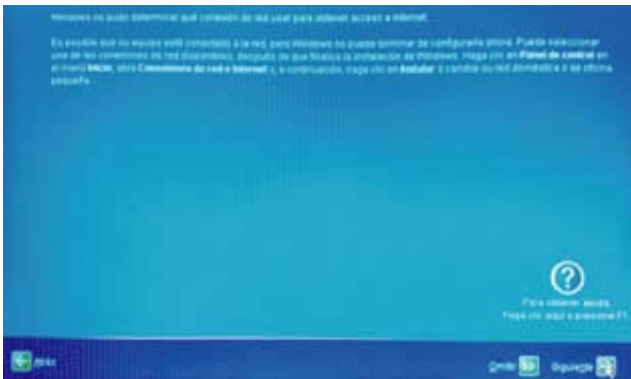 Windows no pudo determinar qué conexión de red usar para obtener acceso a Internet.
Es posible que su equipo esté conectado a la red, pero Windows no puede terminar de configurarla ahora. Puede seleccionar
una de las conexiones de red disponibles, después de que finalice la instalación de Windows. Haga clic en Panel de control en
el menú Inicio, abra Conexiones de red e Internet y, a continuación, haga clic en Instalar o cambiar su red doméstica o de oficina
pequeña.
Para obtener ayuda,
haga clic aquí o presione F1.
Atrás
Omitir
Siguiente